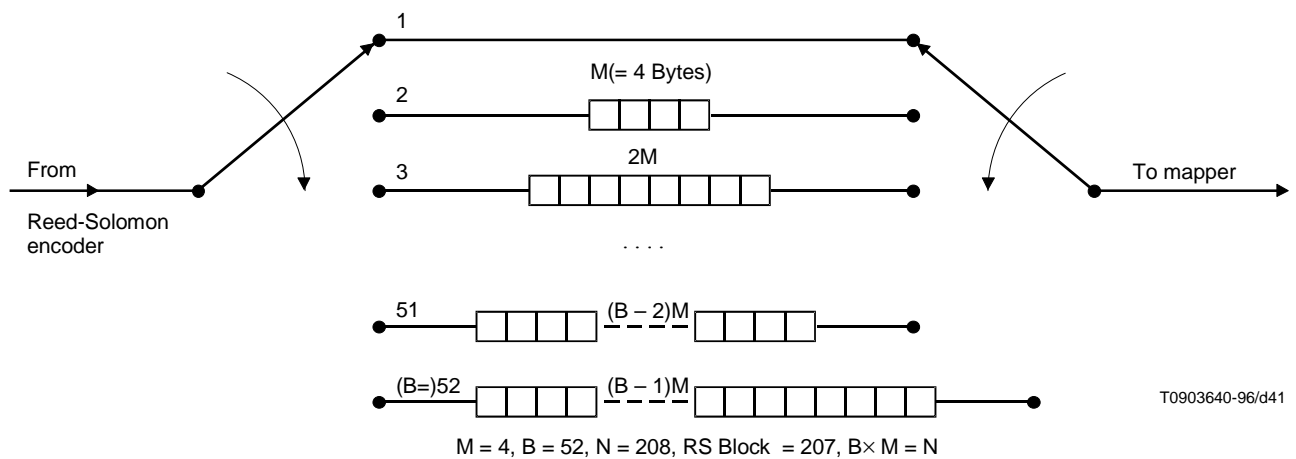 1
M(= 4 Bytes)
2
2M
From
3
To mapper
Reed-Solomon
encoder
. . . .
51
(B – 2)M
(B=)52
(B – 1)M
T0903640-96/d41
M = 4, B = 52, N = 208, RS Block = 207, B× M = N